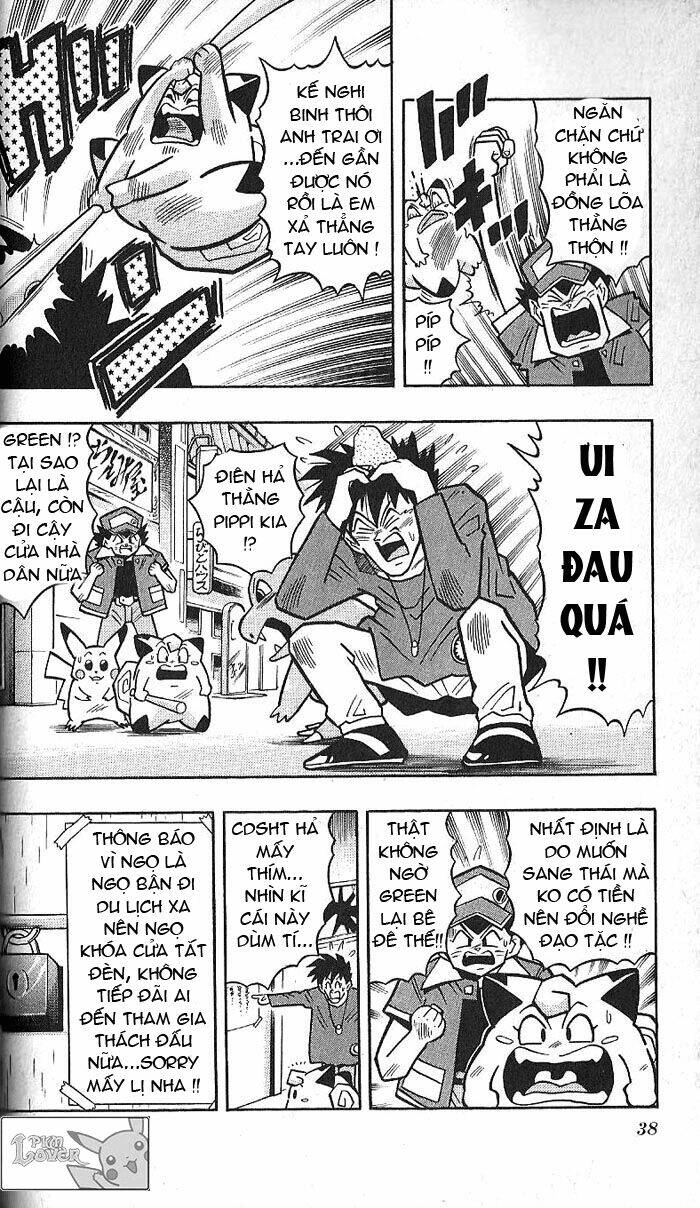 NGĂN
CHẶN CHỨ
KHÔNG
PHẢI LÀ
ĐỒNG LÕA
THẰNG
THỘN !!
PÍP
PÍP
!!
KẾ NGHI
BINH THÔI
ANH TRAI ƠI
...ĐẾN GẦN
ĐƯỢC NÓ
RỒI LÀ EM
XẢ THẲNG
TAY LUÔN !
UI
ZA
ĐAU
QUÁ
!!
ĐIÊN HẢ
THẰNG
PIPPI KIA
!?
GREEN !?
TẠI SAO
LẠI LÀ
CẬU, CÒN
ĐI CẬY
CỬA NHÀ
DÂN NỮA
NHẤT ĐỊNH LÀ
DO MUỐN
SANG THÁI MÀ
KO CÓ TIỀN
NÊN ĐỔI NGHỀ
ĐẠO TẶC !!
THẬT
KHÔNG
NGỜ
GREEN
LẠI BÊ
ĐÊ THẾ!!
CDSHT HẢ
MẤY
THÍM...
NHÌN KĨ
CÁI NÀY
DÙM TÍ...
THÔNG BÁO
VÌ NGỌ LÀ
NGỌ BẬN ĐI
DU LỊCH XA
NÊN NGỌ
KHÓA CỬA TẮT
ĐÈN, KHÔNG
TIẾP ĐÃI AI
ĐẾN THAM GIA
THÁCH ĐẤU
NỮA...SORRY
MẤY LỊ NHA !!
38
PKM
LOVER